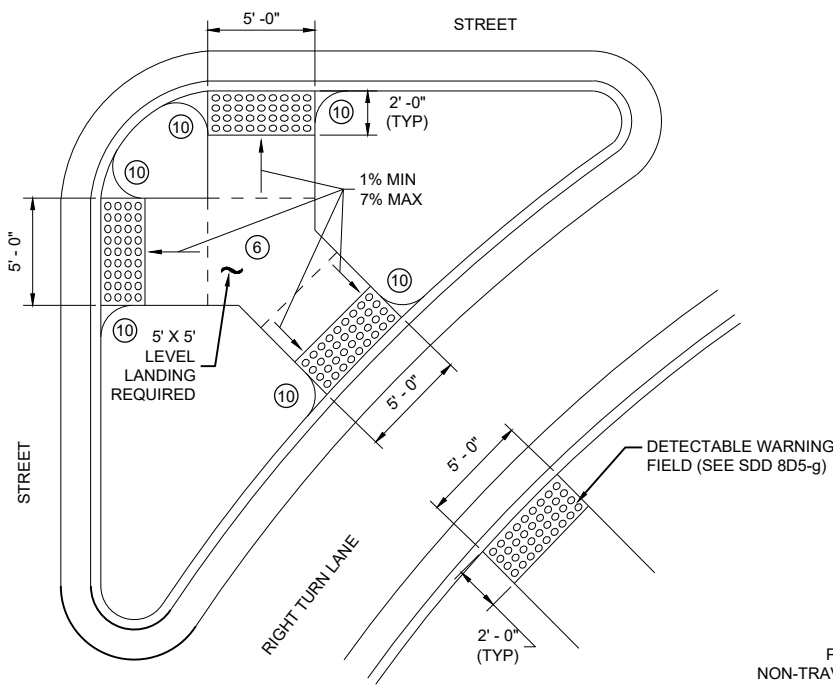 5' -0"
STREET
2' -0"
(TYP)
10
10
10
1% MIN
7% MAX
5' - 0"
6
10
10
5' X 5'
LEVEL
LANDING
REQUIRED
10
5' - 0"
STREET
5' - 0"
DETECTABLE WARNING
FIELD (SEE SDD 8D5-g)
RIGHT TURN LANE
2' - 0"
(TYP)
NON-TRAV